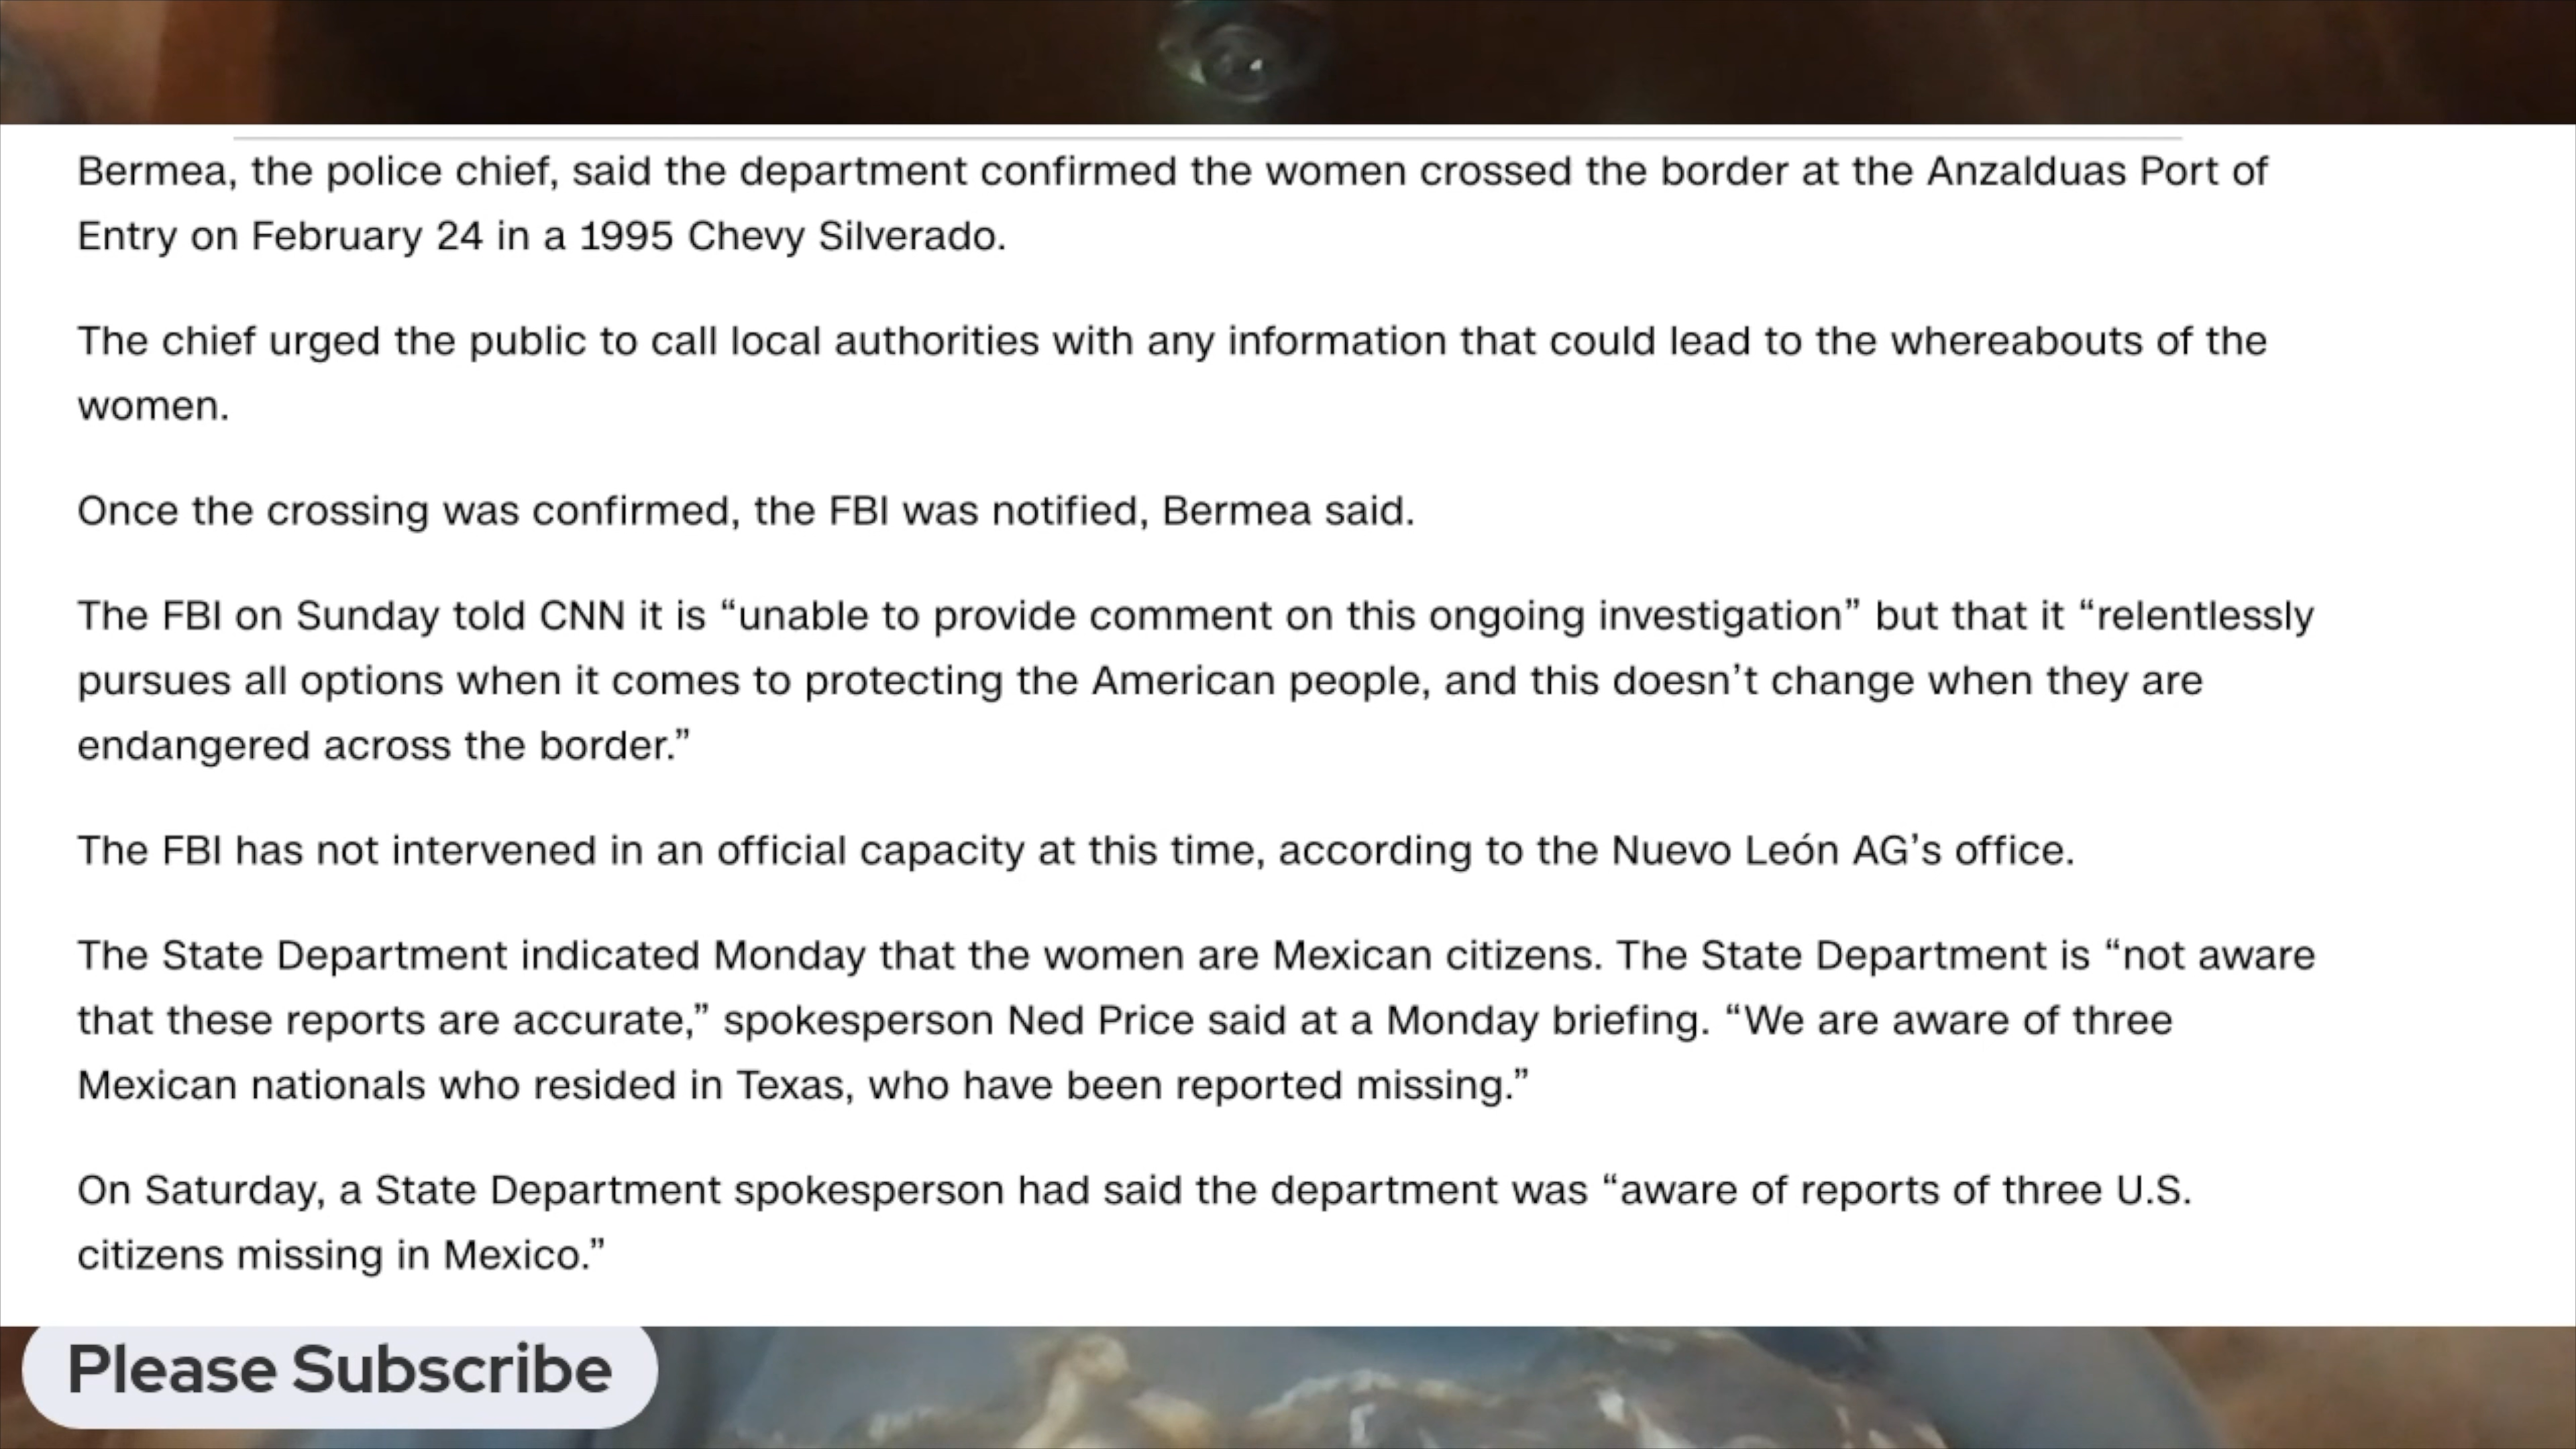 Bermea, the police chief, said the department confirmed the women crossed the border at the Anzalduas Port of
Entry on February 24 in a 1995 Chevy Silverado.
The chief urged the public to call local authorities with any information that could lead to the whereabouts of the
women.
Once the crossing was confirmed, the FBI was notified, Bermea said.
The FBI on Sunday told CNN it is “unable to provide comment on this ongoing investigation” but that it “relentlessly
pursues all options when it comes to protecting the American people, and this doesn’t change when they are
endangered across the border.”
The FBI has not intervened in an official capacity at this time, according to the Nuevo León AG’s office.
The State Department indicated Monday that the women are Mexican citizens. The State Department is “not aware
that these reports are accurate,” spokesperson Ned Price said at a Monday briefing. “We are aware of three
Mexican nationals who resided in Texas, who have been reported missing.”
On Saturday, a State Department spokesperson had said the department was “aware of reports of three U.S.
citizens missing in Mexico.”
Please Subscribe